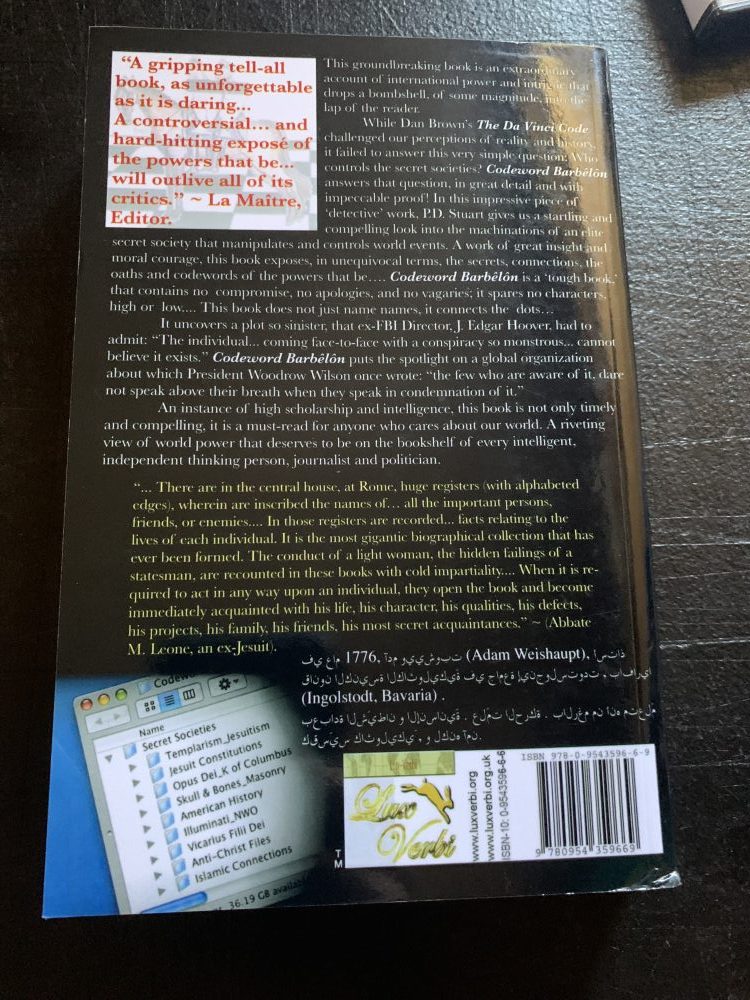 “A gripping tell-all
book, as unforgettable
as it is daring...
A controversial... and
hard-hitting exposé of
the powers that be...
will outlive all of its
critics.” ~ La Maître,
Editor.
This groundbreaking book is an extraordinary
account of international power and intrigue that
drops a bombshell, of some magnitude, into the
lap of the reader.
While Dan Brown's The Da Vinci Code
challenged our perceptions of reality and history,
it failed to answer this very simple question: Who
controls the secret societies? Codeword Barbêlôn
answers that question, in great detail and with
impeccable proof! In this impressive piece of
'detective' work, P.D. Stuart gives us a startling and
compelling look into the machinations of an elite
secret society that manipulates and controls world events. A work of great insight and
moral courage, this book exposes, in unequivocal terms, the secrets, connections, the
oaths and codewords of the powers that be.... Codeword Barbêlôn is a 'tough book,'
that contains no compromise, no apologies, and no vagaries; it spares no characters,
high or low.... This book does not just name names, it connects the dots...
It uncovers a plot so sinister, that ex-FBI Director, J. Edgar Hoover, had to
admit: “The individual... coming face-to-face with a conspiracy so monstrous... cannot
believe it exists.” Codeword Barbêlôn puts the spotlight on a global organization
about which President Woodrow Wilson once wrote: “the few who are aware of it, dare
not speak above their breath when they speak in condemnation of it.”
An instance of high scholarship and intelligence, this book is not only timely
and compelling, it is a must-read for anyone who cares about our world. A riveting
view of world power that deserves to be on the bookshelf of every intelligent,
independent thinking person, journalist and politician.
“... There are in the central house, at Rome, huge registers (with alphabeted
edges), wherein are inscribed the names of... all the important persons,
friends, or enemies.... In those registers are recorded... facts relating to the
lives of each individual. It is the most gigantic biographical collection that has
ever been formed. The conduct of a light woman, the hidden failings of a
statesman, are recounted in these books with cold impartiality.... When it is re-
quired to act in any way upon an individual, they open the book and become
immediately acquainted with his life, his character, his qualities, his defects,
his projects, his family, his friends, his most secret acquaintances.” ~ (Abbate
M. Leone, an ex-Jesuit).
1776, (Adam Weishaupt),
(Ingolstodt, Bavaria) .
Codew
Name
Secret Societies
Templarism_Jesuitism
Jesuit Constitutions
Opus Dei_K of Columbus
Skull & Bones_Masonry
American History
Illuminati_NWO
Vicarius Filii Dei
Anti-Christ Files
Islamic Connections
36.19 GB available
TM
Lux
Verbi
www.luxverbi.org
www.luxverbi.org.uk
ISBN-10: 0-9543596-6-6
ISBN 978-0-9543596-6-9
9 780954 359669